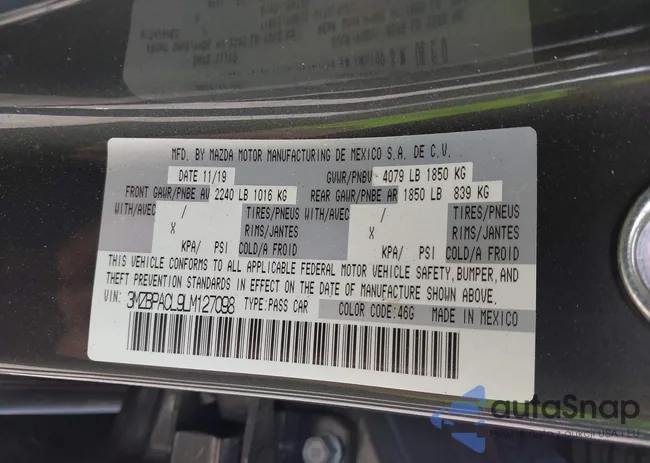 MFD. BY MAZDA MOTOR MANUFACTURING DE MEXICO S.A. DE C.V.
DATE 11/19 GVWR/PNBV 4079 LB 1850 KG
FRONT GAWR/PNBE AV 2240 LB 1016 KG REAR GAWR/PNBE AR 1850 LB 839 KG
WITH/AVEC / TIRES/PNEUS WITH/AVEC / TIRES/PNEUS
X RIMS/JANTES X RIMS/JANTES
KPA/ PSI COLD/A FROID KPA/ PSI COLD/A FROID
THIS VEHICLE CONFORMS TO ALL APPLICABLE FEDERAL MOTOR VEHICLE SAFETY, BUMPER, AND
THEFT PREVENTION STANDARDS IN EFFECT ON THE DATE OF MANUFACTURE SHOWN ABOVE.
VIN: 3MZBPACL9LM127098 TYPE: PASS CAR COLOR CODE: 46G MADE IN MEXICO
autoSnap